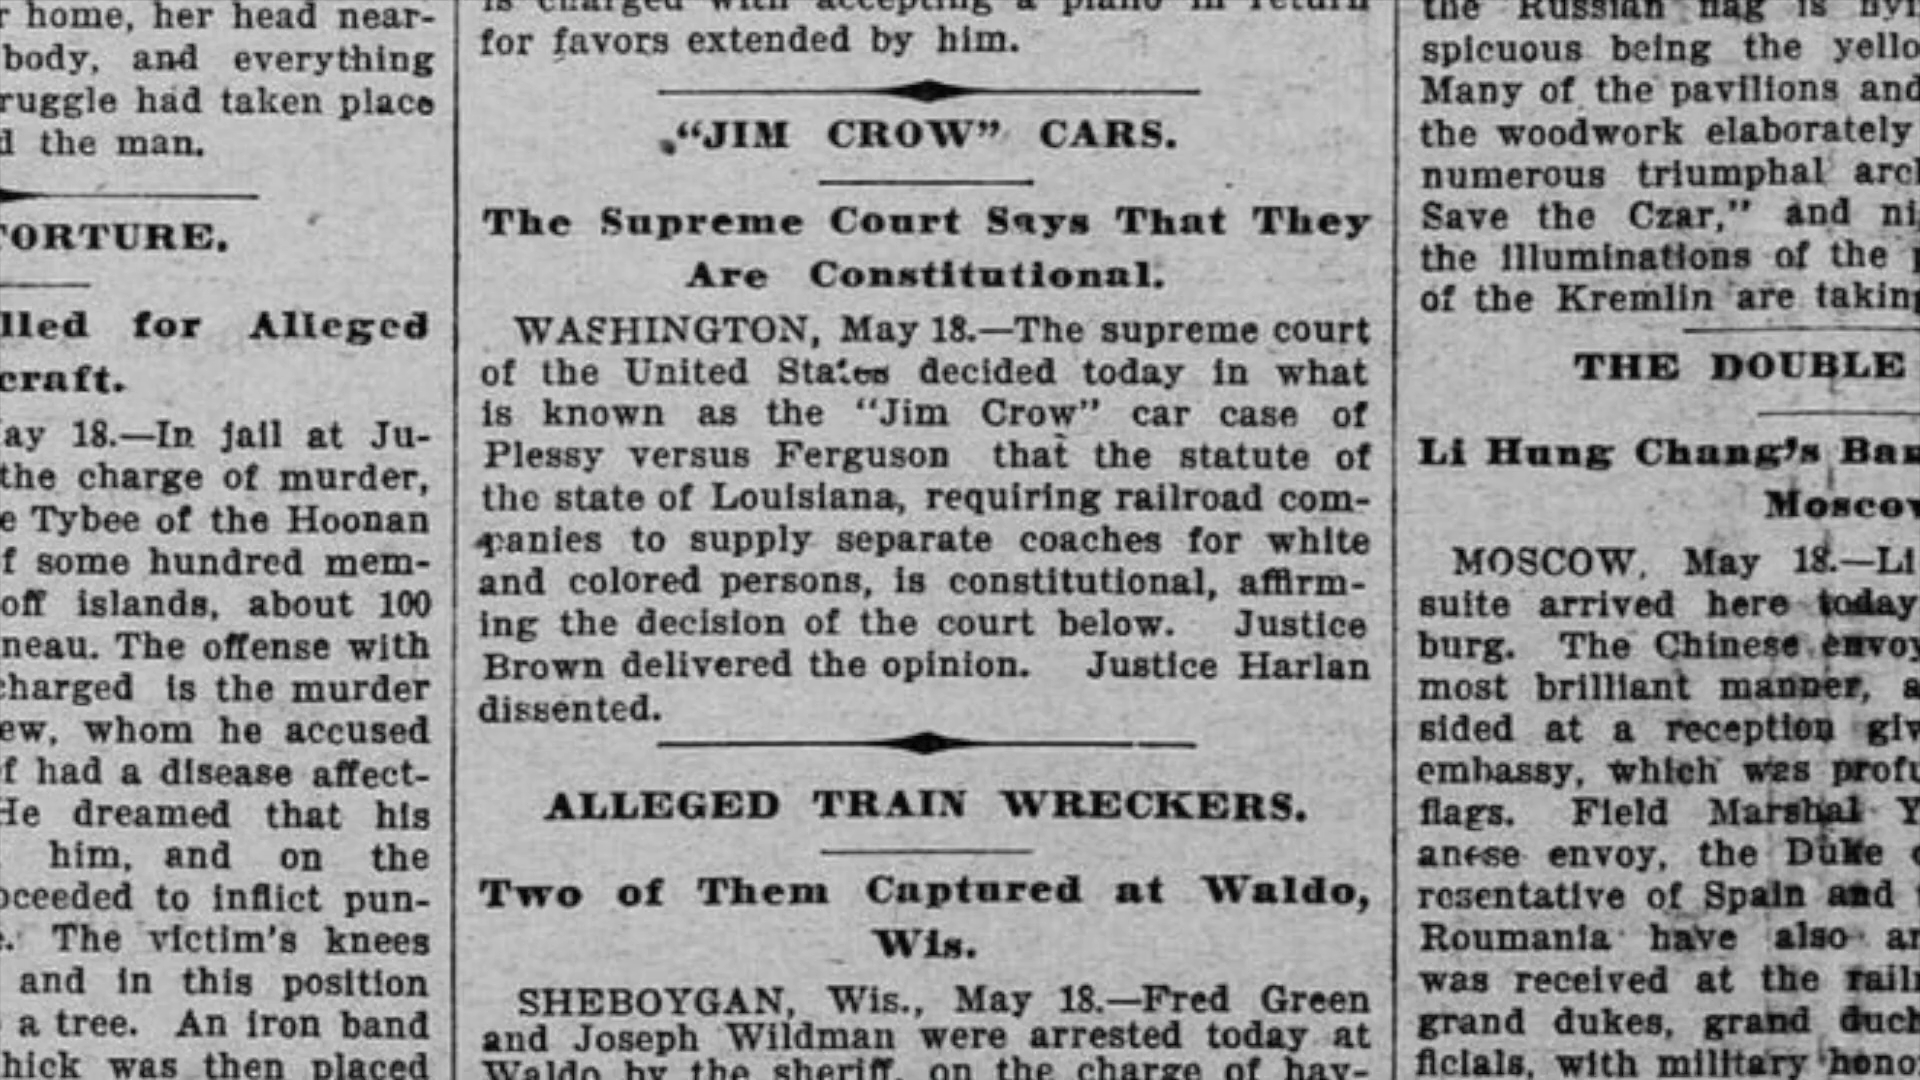 r home, her head near-
body, and everything
ruggle had taken place
d the man.
TORTURE.
lled for Alleged
craft.
ay 18.—In jail at Ju-
the charge of murder,
e Tybee of the Hoonan
f some hundred mem-
off islands, about 100
neau. The offense with
charged is the murder
ew, whom he accused
f had a disease affect-
He dreamed that his
him, and on the
oceeded to inflict pun-
e. The victim's knees
and in this position
a tree. An iron band
hick was then placed
is charged with accepting a piano in return
for favors extended by him.
"JIM CROW" CARS.
The Supreme Court Says That They
Are Constitutional.
WASHINGTON, May 18.—The supreme court
of the United States decided today in what
is known as the "Jim Crow" car case of
Plessy versus Ferguson that the statute of
the state of Louisiana, requiring railroad com-
panies to supply separate coaches for white
and colored persons, is constitutional, affirm-
ing the decision of the court below. Justice
Brown delivered the opinion. Justice Harlan
dissented.
ALLEGED TRAIN WRECKERS.
Two of Them Captured at Waldo,
Wis.
SHEBOYGAN, Wis., May 18.—Fred Green
and Joseph Wildman were arrested today at
Waldo by the sheriff, on the charge of hav-
the Russian flag is
spicuous being the yello
Many of the pavilions and
the woodwork elaborately
numerous triumphal arch
Save the Czar," and ni
the illuminations of the p
of the Kremlin are taking
THE DOUBLE
Li Hung Chang's Ban
Moscow
MOSCOW, May 18.—Li
suite arrived here today
burg. The Chinese envoy
most brilliant manner, a
sided at a reception giv
embassy, which was profu
flags. Field Marshal Y
anese envoy, the Duke o
resentative of Spain and
Roumania have also ar
was received at the railr
grand dukes, grand duch
ficials, with military hono